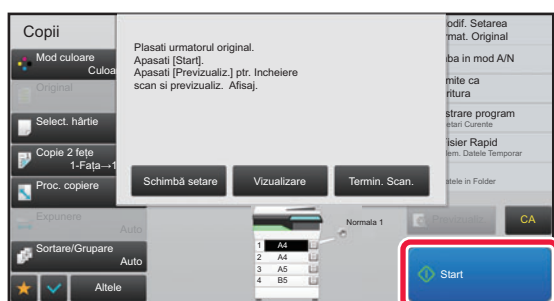 Copii
Mod culoare
Culoa
Original
Select. hârtie
Copie 2 fețe
1-Fața→1
Proc. copiere
Expunere
Auto
Sortare/Grupare
Auto
Altele
Plasati urmatorul original.
Apasati [Start].
Apasati [Previzualiz.] ptr. Incheiere
scan si previzualiz. Afisaj.
Schimbă setare
Vizualizare
Termin. Scan.
odif. Setarea
rmat. Original
ba in mod A/N
mite ca
ritura
strare program
etari Curente
isier Rapid
em. Datele Temporar
atele in Folder
Normala 1
1 A4
2 A4
3 A5
4 B5
Previzualiz.
CA
Start